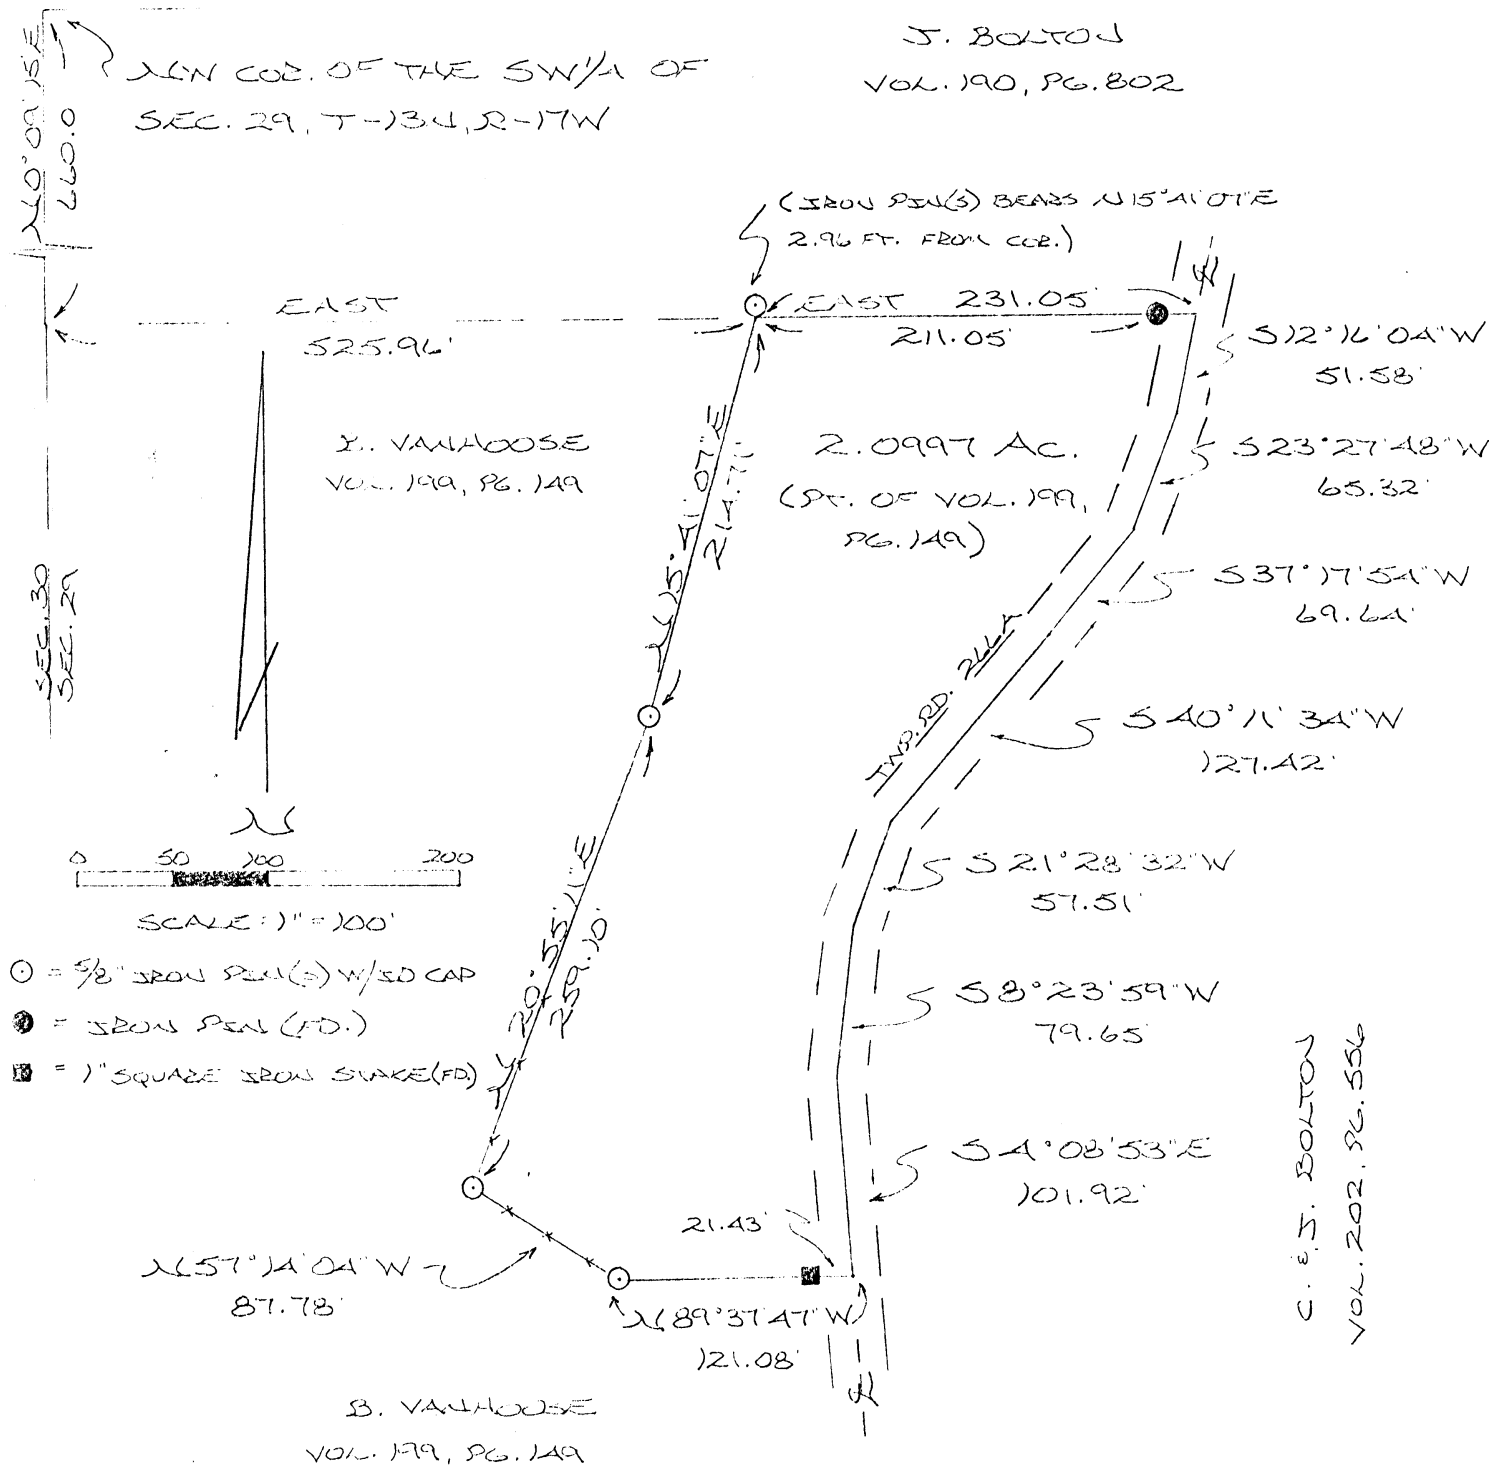 J. BOLTON
VOL. 190, PG. 802
NW COR. OF THE SW1/4 OF
SEC. 29, T-13N, R-17W
N0°09'15"E
660.0
(IRON PIN(S) BEARS N15°41'07"E
2.96 FT. FROM COR.)
EAST
525.96'
EAST 231.05'
211.05'
S12°16'04"W
51.58'
VANHOOSE
VOL. 199, PG. 149
N15°41'07"E
214.71'
2.0997 AC.
(PT. OF VOL. 199,
PG. 149)
S23°27'48"W
65.32'
S37°17'54"W
69.64'
SEC. 30
SEC. 29
TWP. RD. 266A
S40°11'34"W
127.42'
N
0 50 100 200
SCALE: 1" = 100'
S21°28'32"W
57.51'
N20°55'11"E
259.10'
= 5/8" IRON PIN(S) W/ID CAP
= IRON PIN (FD.)
= 1" SQUARE IRON STAKE (FD.)
S8°23'59"W
79.65'
S4°08'53"E
101.92'
C. & J. BOLTON
VOL. 202, PG. 556
21.43'
N57°14'04"W
87.78'
N89°37'47"W
121.08'
B. VANHOOSE
VOL. 199, PG. 149